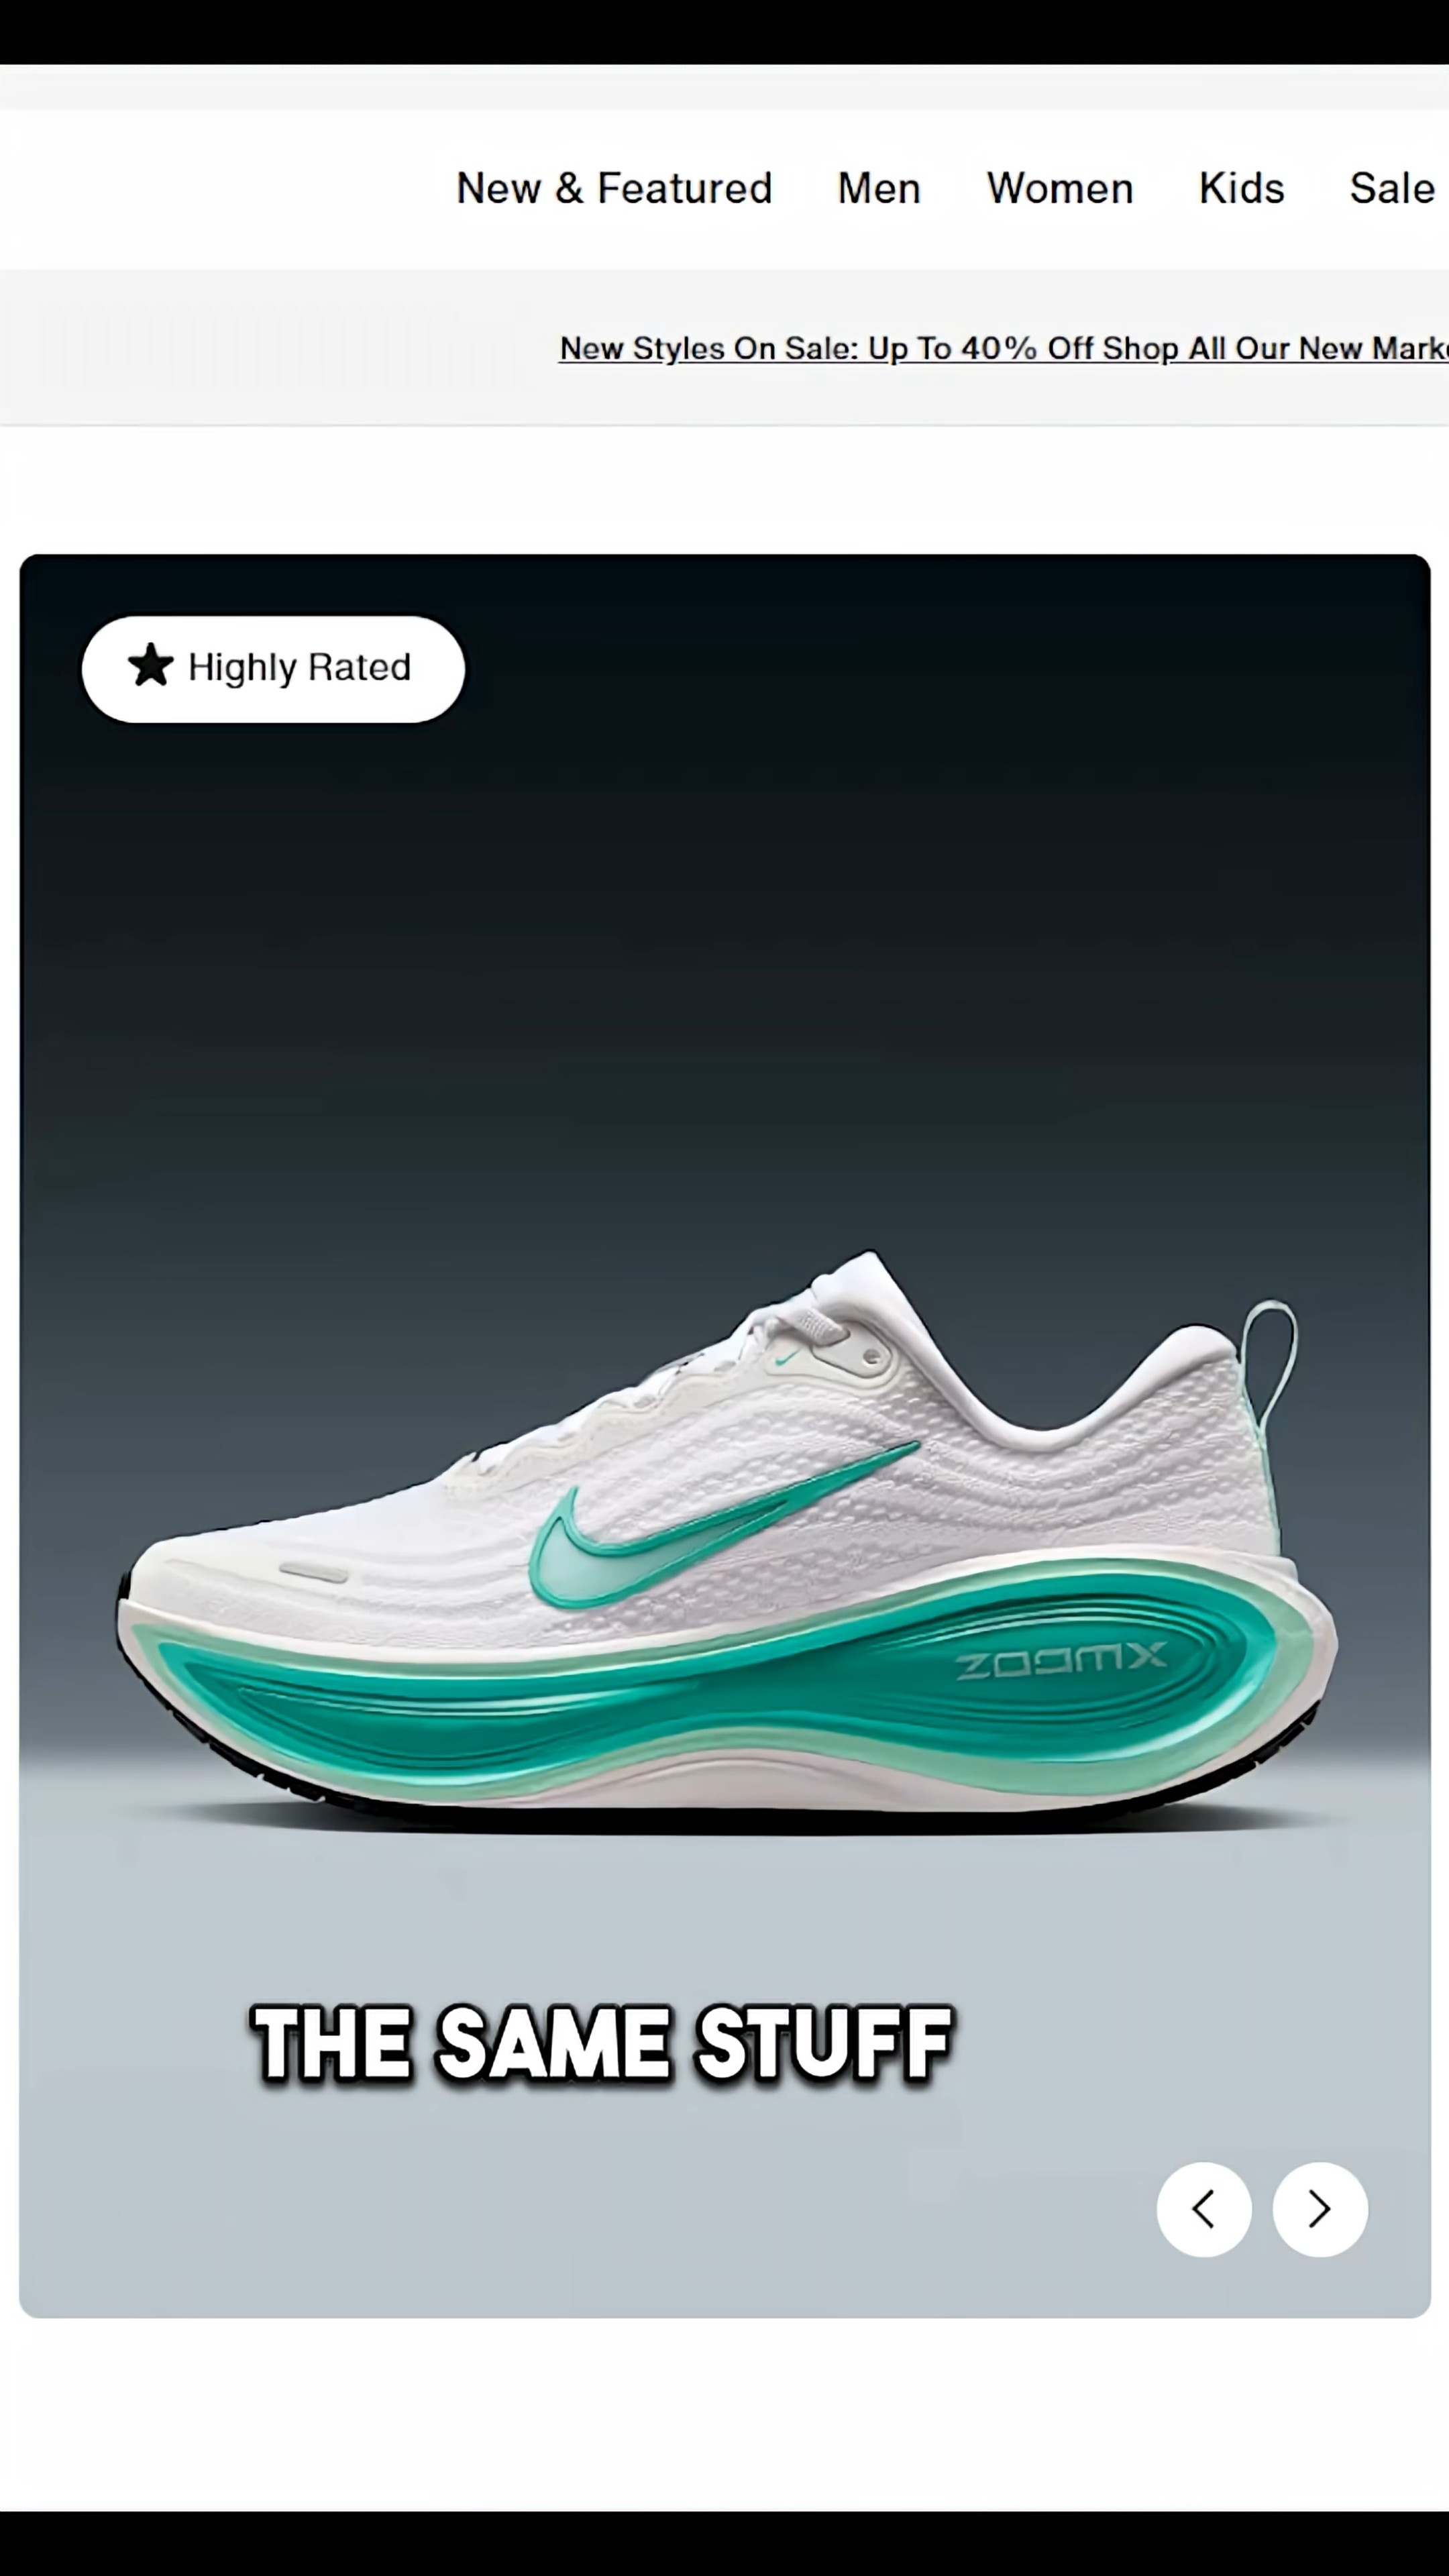 New & Featured Men Women Kids Sale
New Styles On Sale: Up To 40% Off Shop All Our New
Highly Rated
ZOOMX
THE SAME STUFF